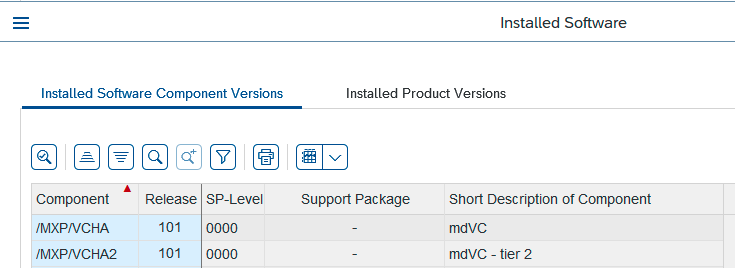 Installed Software
Installed Software Component Versions Installed Product Versions
Component Release SP-Level Support Package Short Description of Component
/MXP/VCHA 101 0000 - mdVC
/MXP/VCHA2 101 0000 - mdVC - tier 2